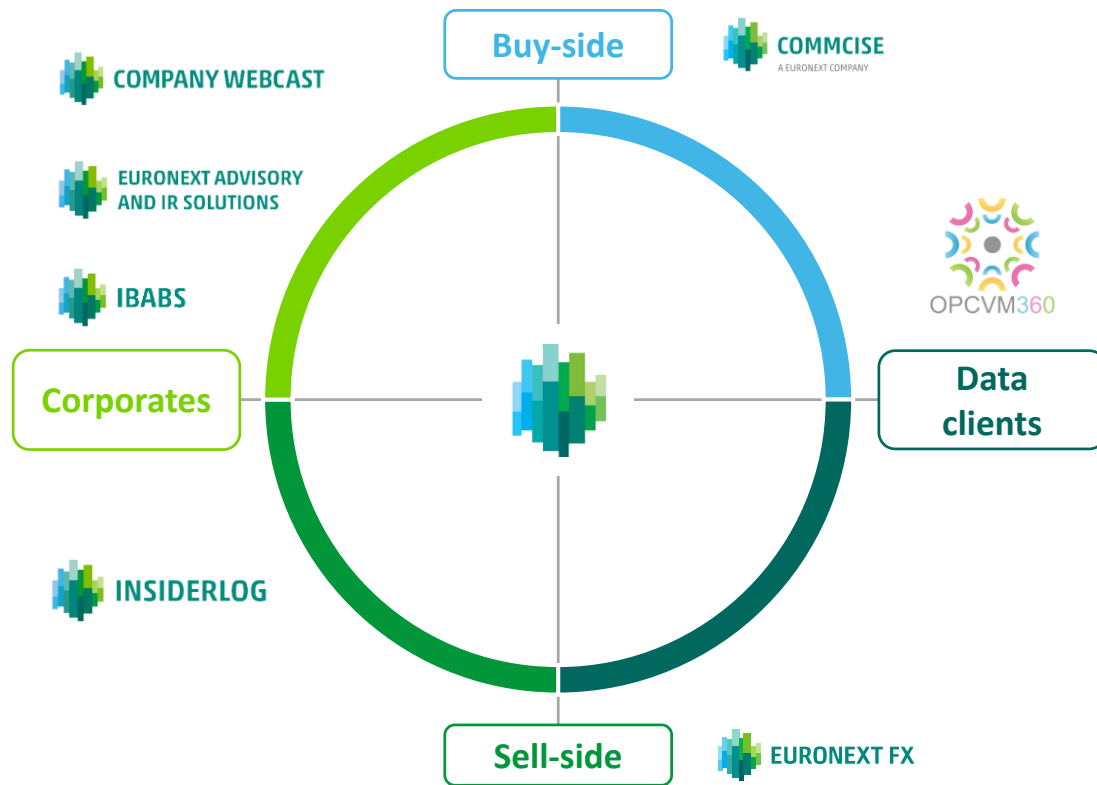 Buy-side
COMMCISE
A EURONEXT COMPANY
COMPANY WEBCAST
EURONEXT ADVISORY
AND IR SOLUTIONS
OPCVM360
IBABS
Corporates
Data
clients
INSIDERLOG
Sell-side
EURONEXT FX